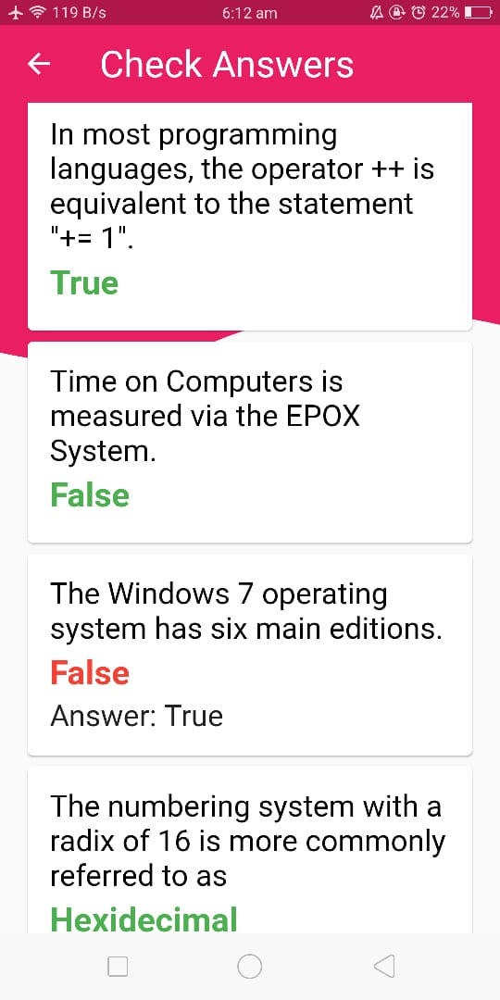 119 B/s 6:12 am 22%
Check Answers
In most programming
languages, the operator ++ is
equivalent to the statement
"+= 1".
True
Time on Computers is
measured via the EPOX
System.
False
The Windows 7 operating
system has six main editions.
False
Answer: True
The numbering system with a
radix of 16 is more commonly
referred to as
Hexidecimal